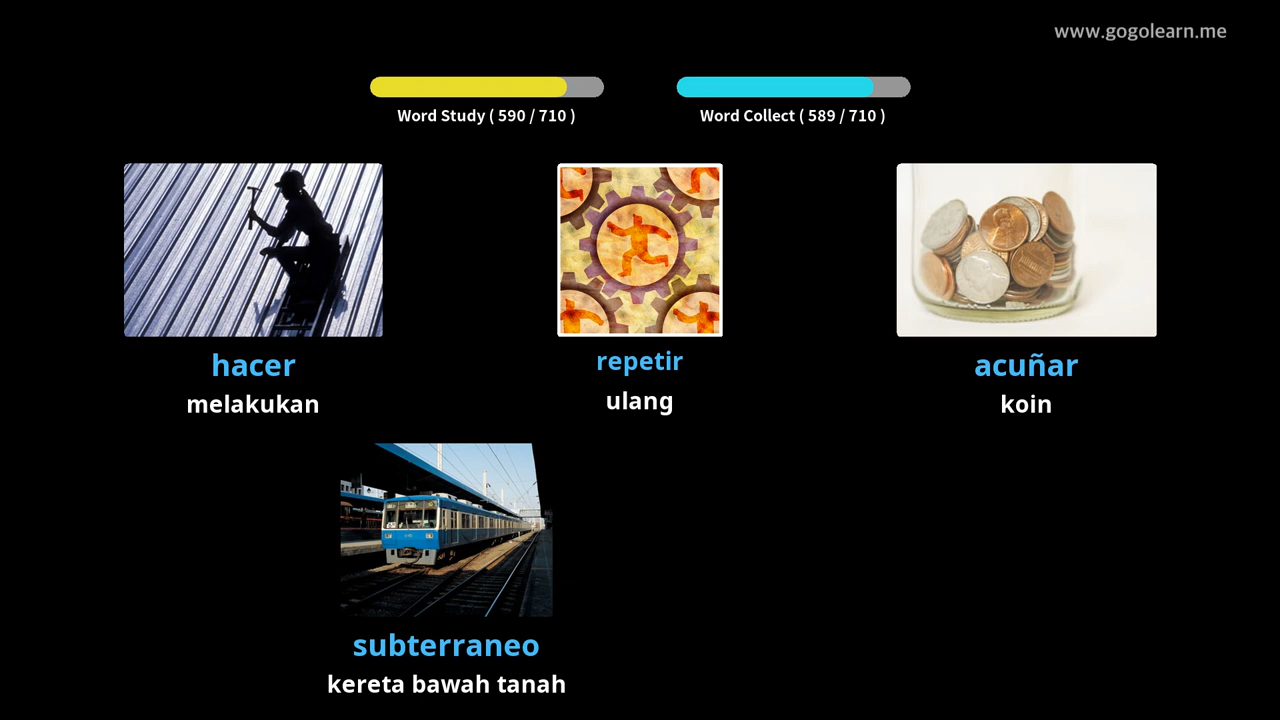 www.gogolearn.me
Word Study ( 590 / 710 )
Word Collect ( 589 / 710 )
hacer
melakukan
repetir
ulang
acuñar
koin
subterraneo
kereta bawah tanah